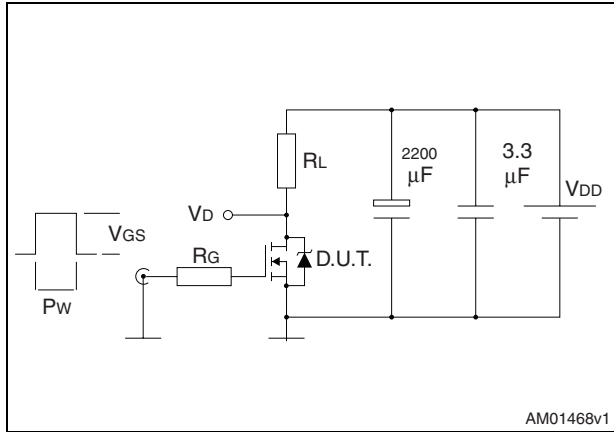 2200
μF
3.3
μF
VDD
RL
VD
VGS
RG
D.U.T.
PW
AM01468v1